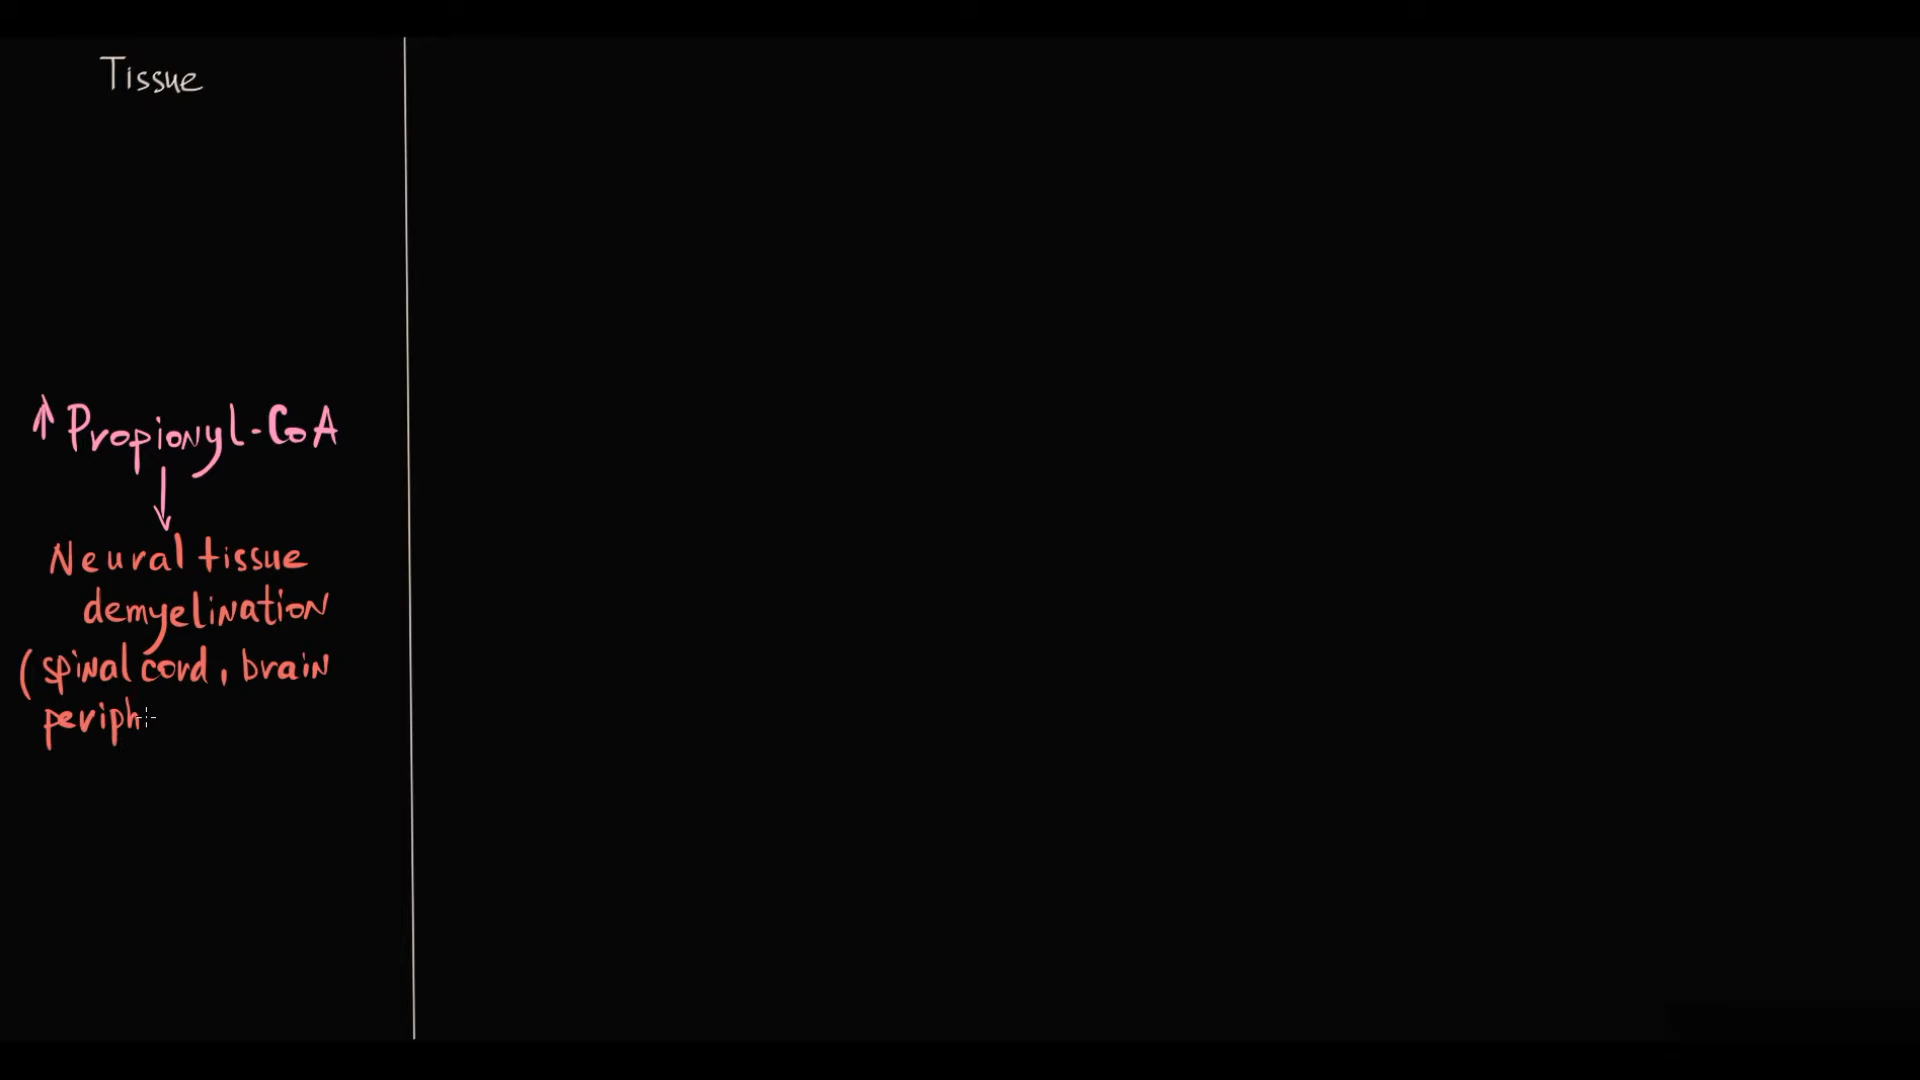 Tissue
↑ Propionyl-CoA
↓
Neural tissue
demyelination
(spinal cord, brain
periph